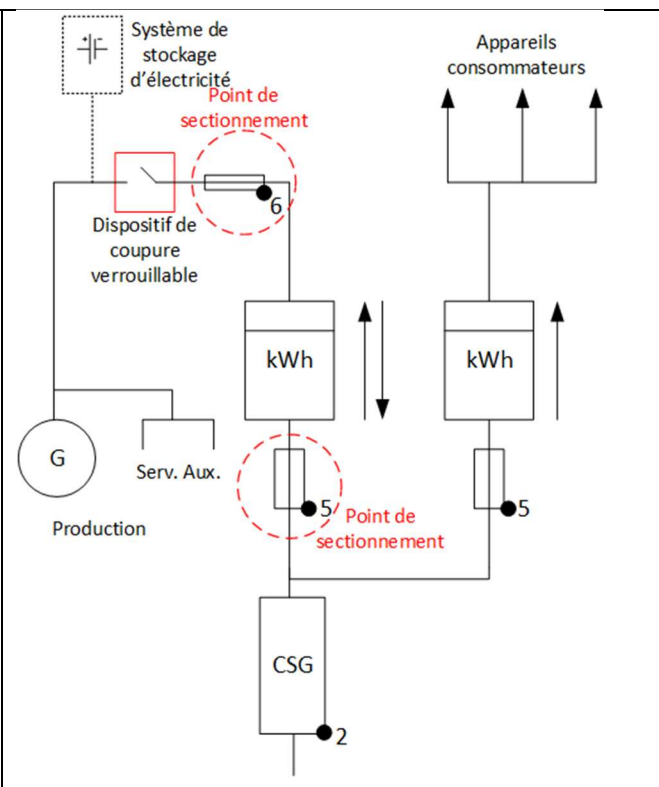 Système de
stockage
d'électricité
Appareils
consommateurs
Point de
sectionnement
6
Dispositif de
coupure
verrouillable
kWh
kWh
G
Serv. Aux.
5
Point de
sectionnement
5
Production
CSG
2